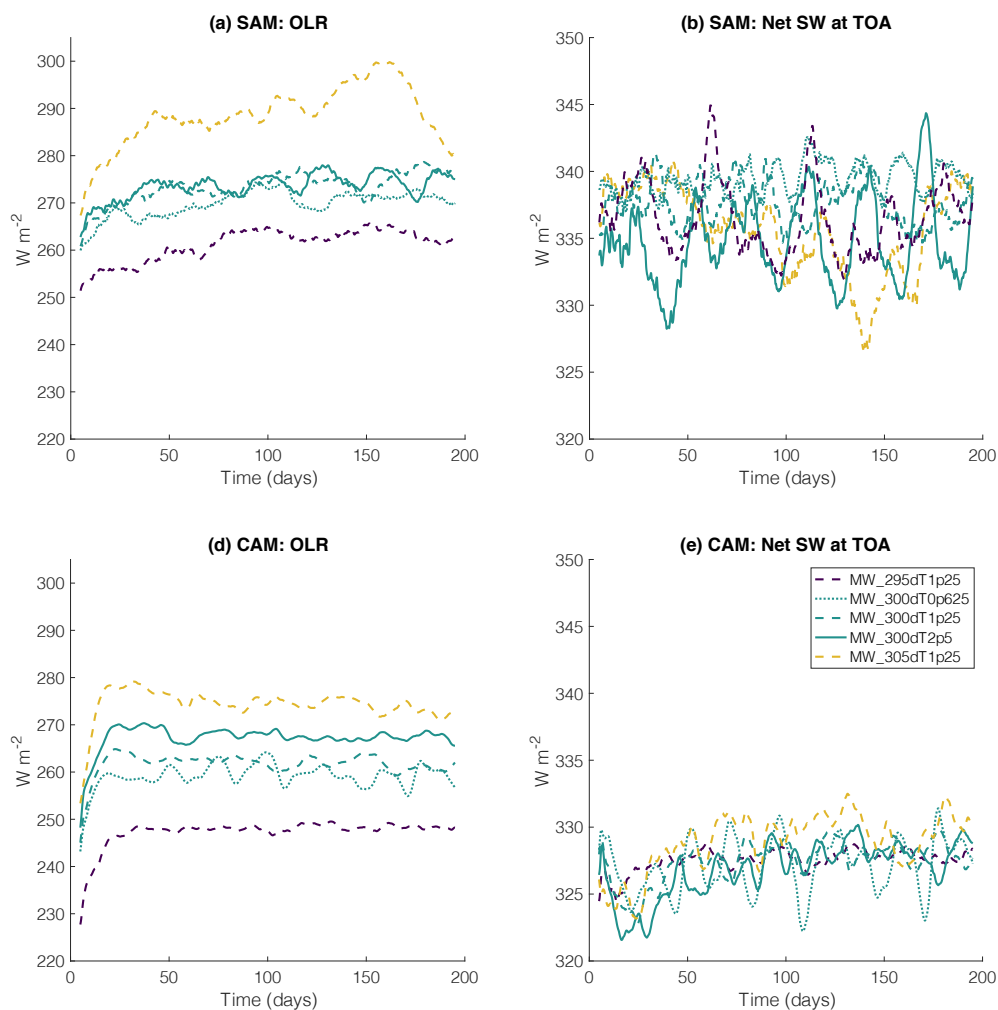 (a) SAM: OLR
300
290
280
270
260
250
240
230
220
W m-2
0 50 100 150 200
Time (days)
(b) SAM: Net SW at TOA
350
345
340
335
330
325
320
W m-2
0 50 100 150 200
Time (days)
(d) CAM: OLR
300
290
280
270
260
250
240
230
220
W m-2
0 50 100 150 200
Time (days)
(e) CAM: Net SW at TOA
350
345
340
335
330
325
320
W m-2
MW_295dT1p25
MW_300dT0p625
MW_300dT1p25
MW_300dT2p5
MW_305dT1p25
0 50 100 150 200
Time (days)